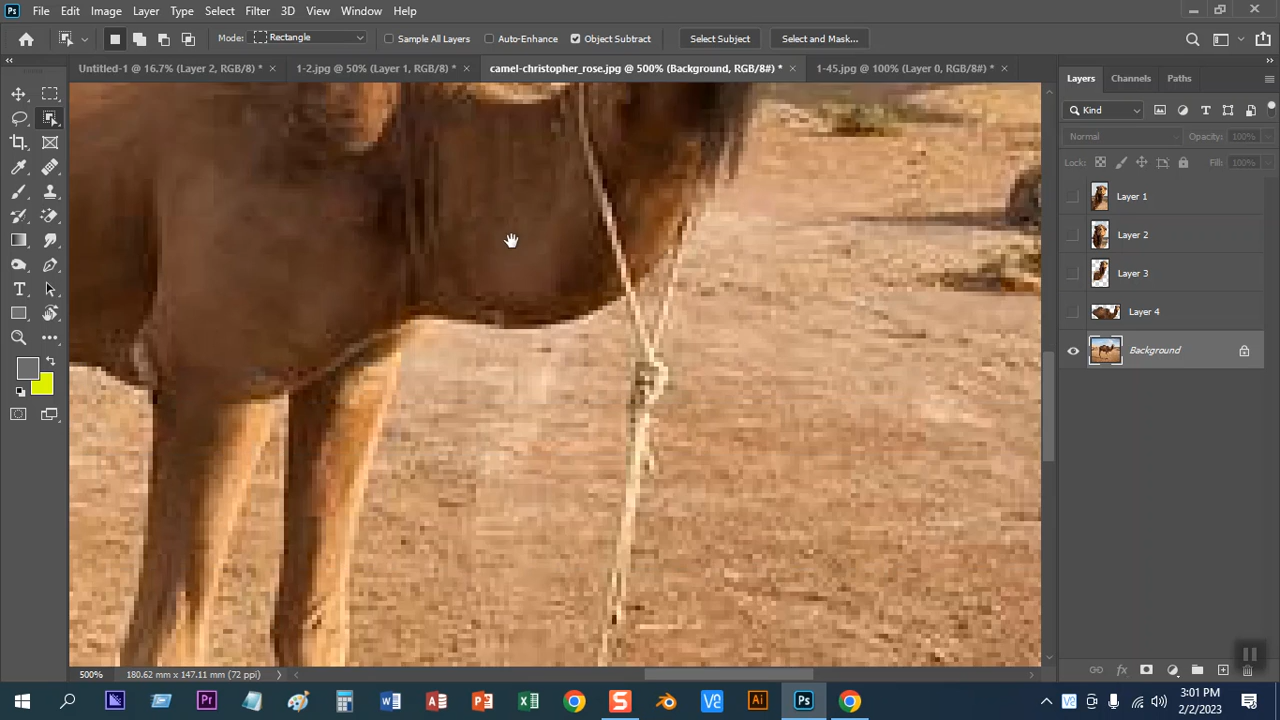 Ps File Edit Image Layer Type Select Filter 3D View Window Help
Mode: Rectangle Sample All Layers Auto-Enhance Object Subtract Select Subject Select and Mask...
Untitled-1 @ 16.7% (Layer 2, RGB/8) * × 1-2.jpg @ 50% (Layer 1, RGB/8) * × camel-christopher_rose.jpg @ 500% (Background, RGB/8#) * × 1-45.jpg @ 100% (Layer 0, RGB/8#) * ×
Layers Channels Paths
Kind
Normal Opacity: 100%
Lock: Fill: 100%
Layer 1
Layer 2
Layer 3
Layer 4
Background
500% 180.62 mm x 147.11 mm (72 ppi)
Pr Ai Ps
3:01 PM
2/2/2023